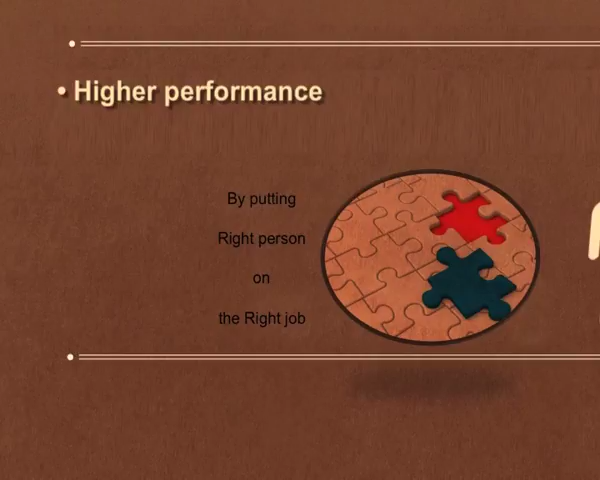 • Higher performance
By putting
Right person
on
the Right job